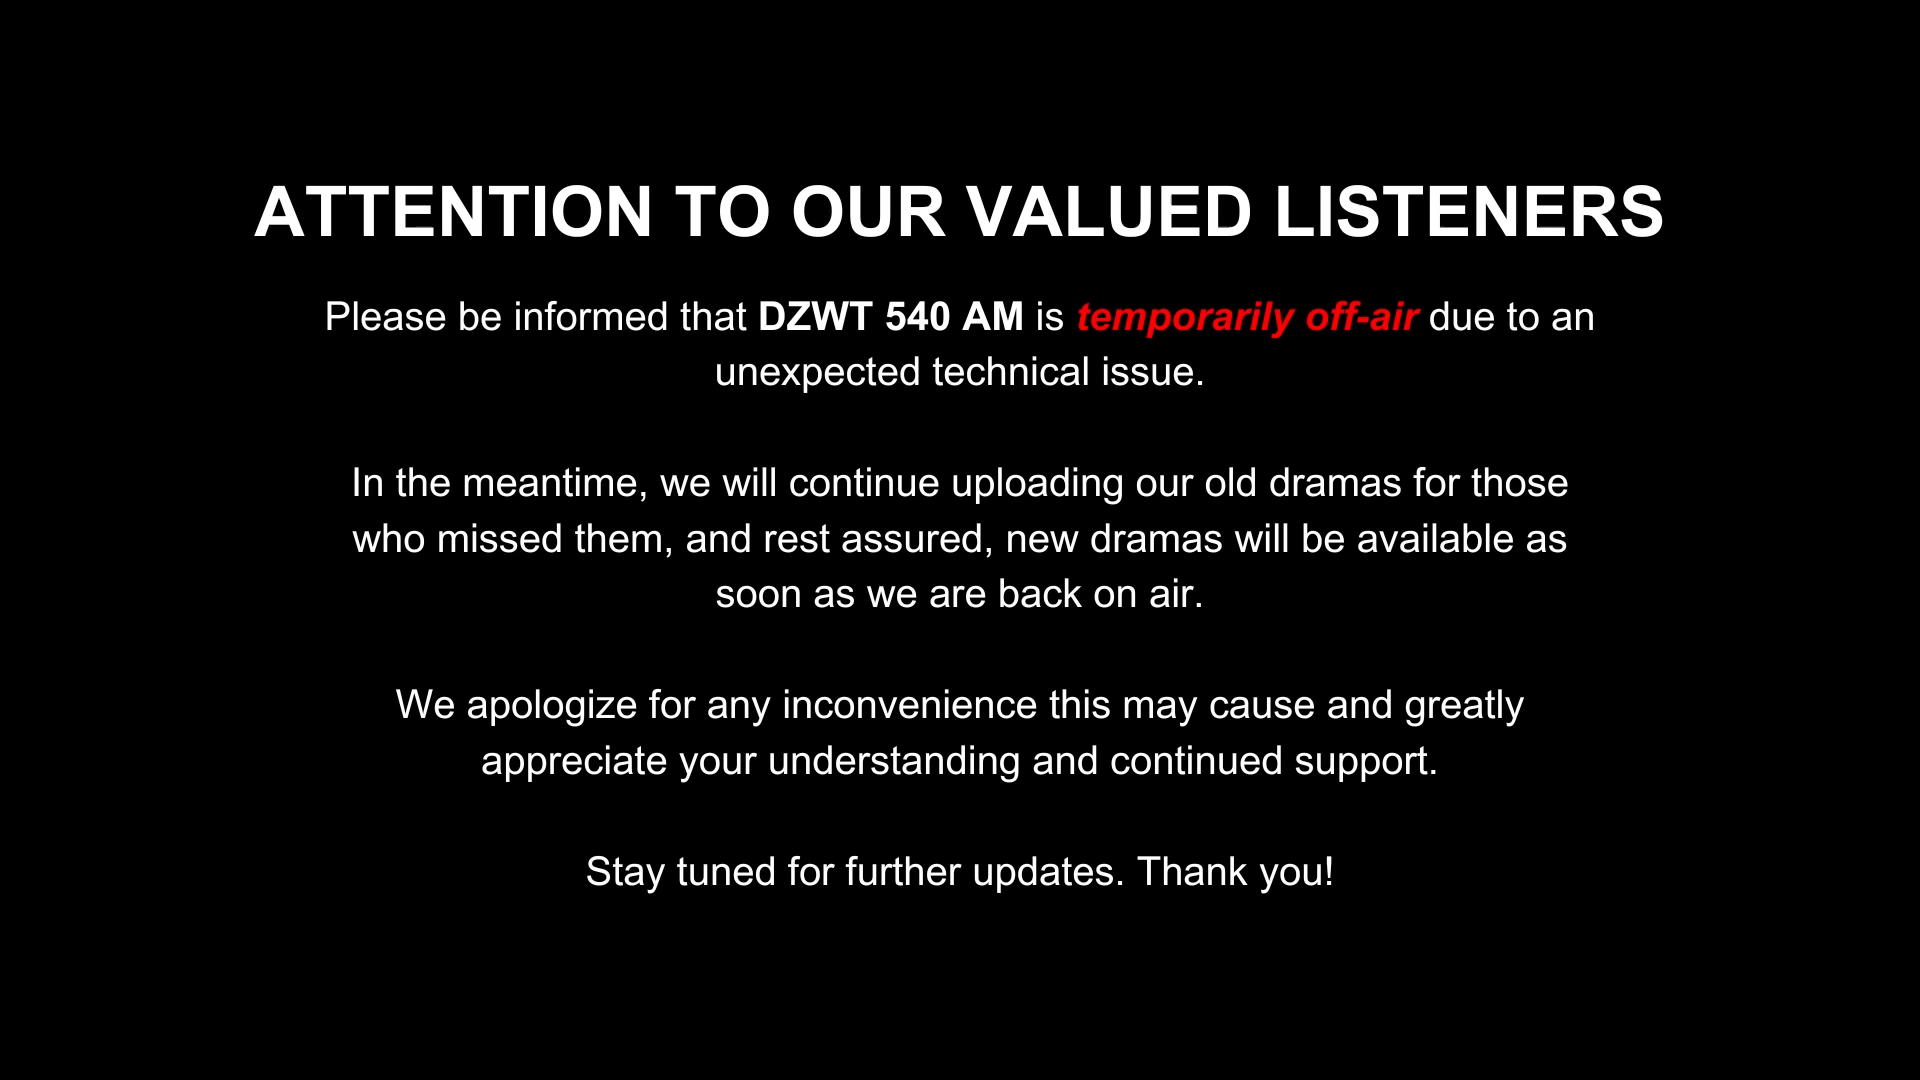 ATTENTION TO OUR VALUED LISTENERS
Please be informed that DZWT 540 AM is temporarily off-air due to an
unexpected technical issue.
In the meantime, we will continue uploading our old dramas for those
who missed them, and rest assured, new dramas will be available as
soon as we are back on air.
We apologize for any inconvenience this may cause and greatly
appreciate your understanding and continued support.
Stay tuned for further updates. Thank you!